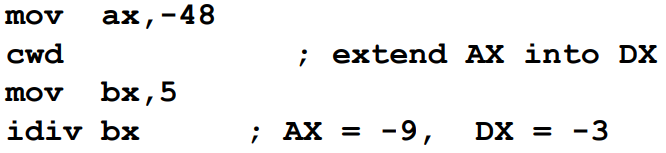 mov ax,-48
cwd ; extend AX into DX
mov bx,5
idiv bx ; AX = -9, DX = -3